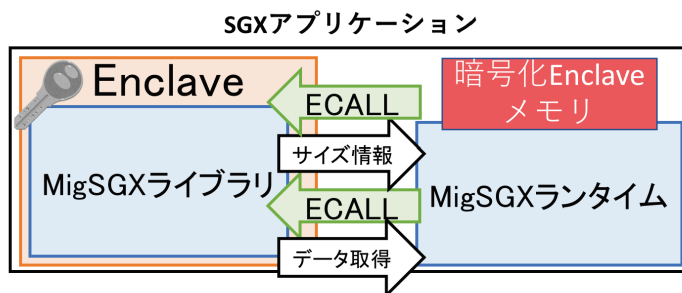 SGXアプリケーション
Enclave
暗号化Enclave
メモリ
ECALL
サイズ情報
MigSGXライブラリ
MigSGXランタイム
ECALL
データ取得